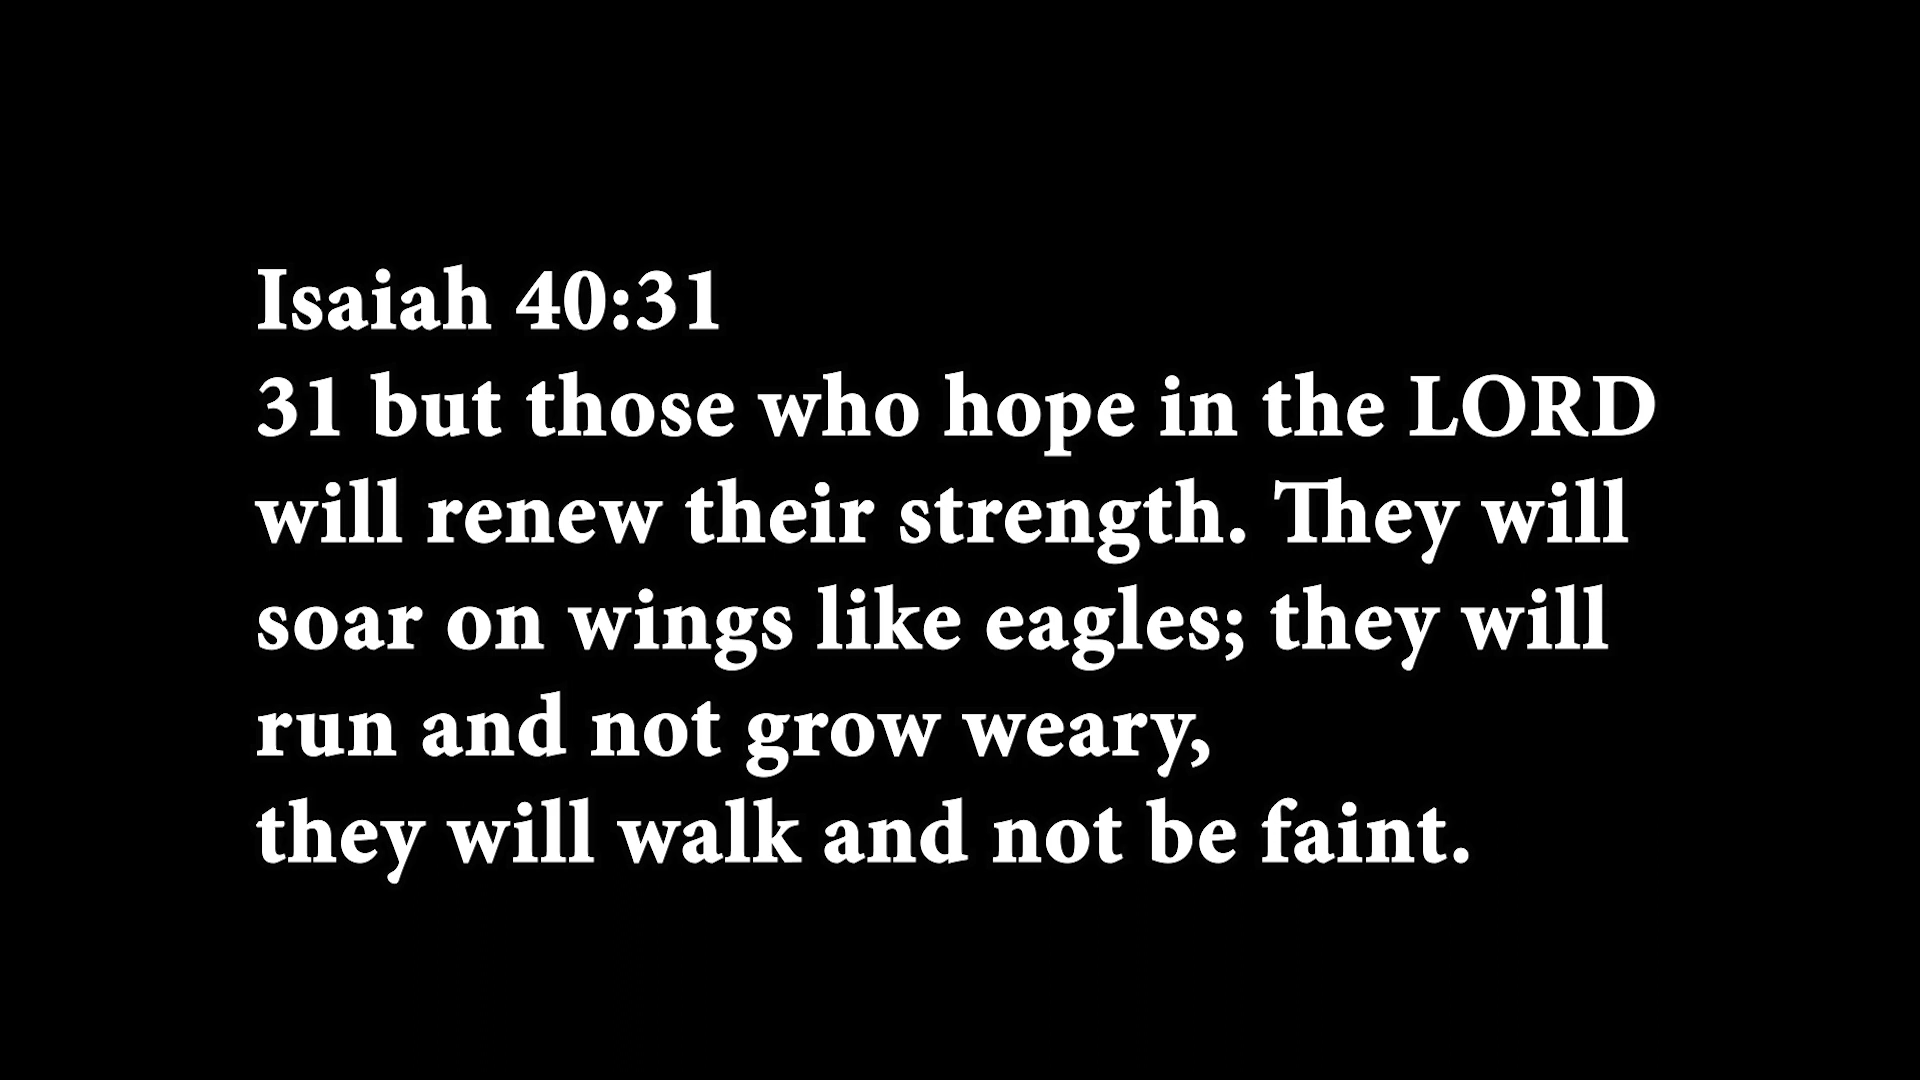 Isaiah 40:31
31 but those who hope in the LORD
will renew their strength. They will
soar on wings like eagles; they will
run and not grow weary,
they will walk and not be faint.